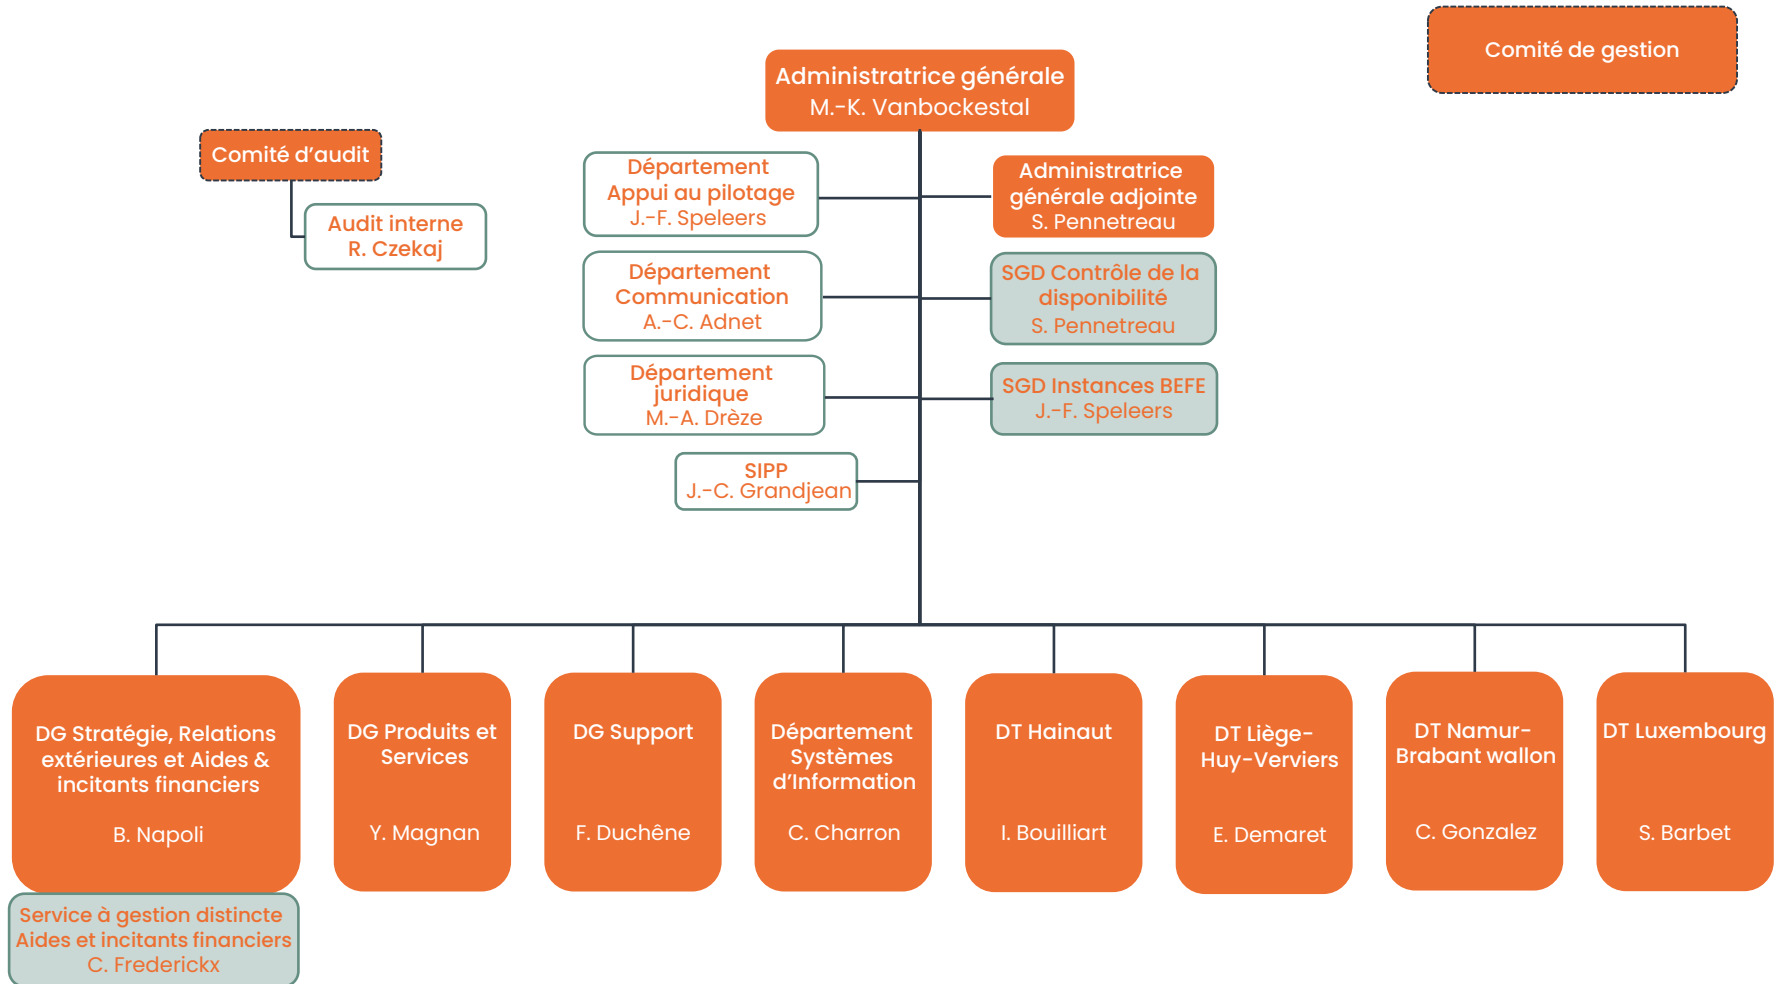 Comité de gestion
Administratrice générale
M.-K. Vanbockestal
Comité d'audit
Audit interne
R. Czekaj
Département
Appui au pilotage
J.-F. Speleers
Administratrice
générale adjointe
S. Pennetreau
Département
Communication
A.-C. Adnet
SGD Contrôle de la
disponibilité
S. Pennetreau
Département
juridique
M.-A. Drèze
SGD Instances BEFE
J.-F. Speleers
SIPP
J.-C. Grandjean
DG Stratégie, Relations
extérieures et Aides &
incitants financiers
B. Napoli
DG Produits et
Services
Y. Magnan
DG Support
F. Duchêne
Département
Systèmes
d'Information
C. Charron
DT Hainaut
I. Bouilliart
DT Liège-
Huy-Verviers
E. Demaret
DT Namur-
Brabant wallon
C. Gonzalez
DT Luxembourg
S. Barbet
Service à gestion distincte
Aides et incitants financiers
C. Frederickx